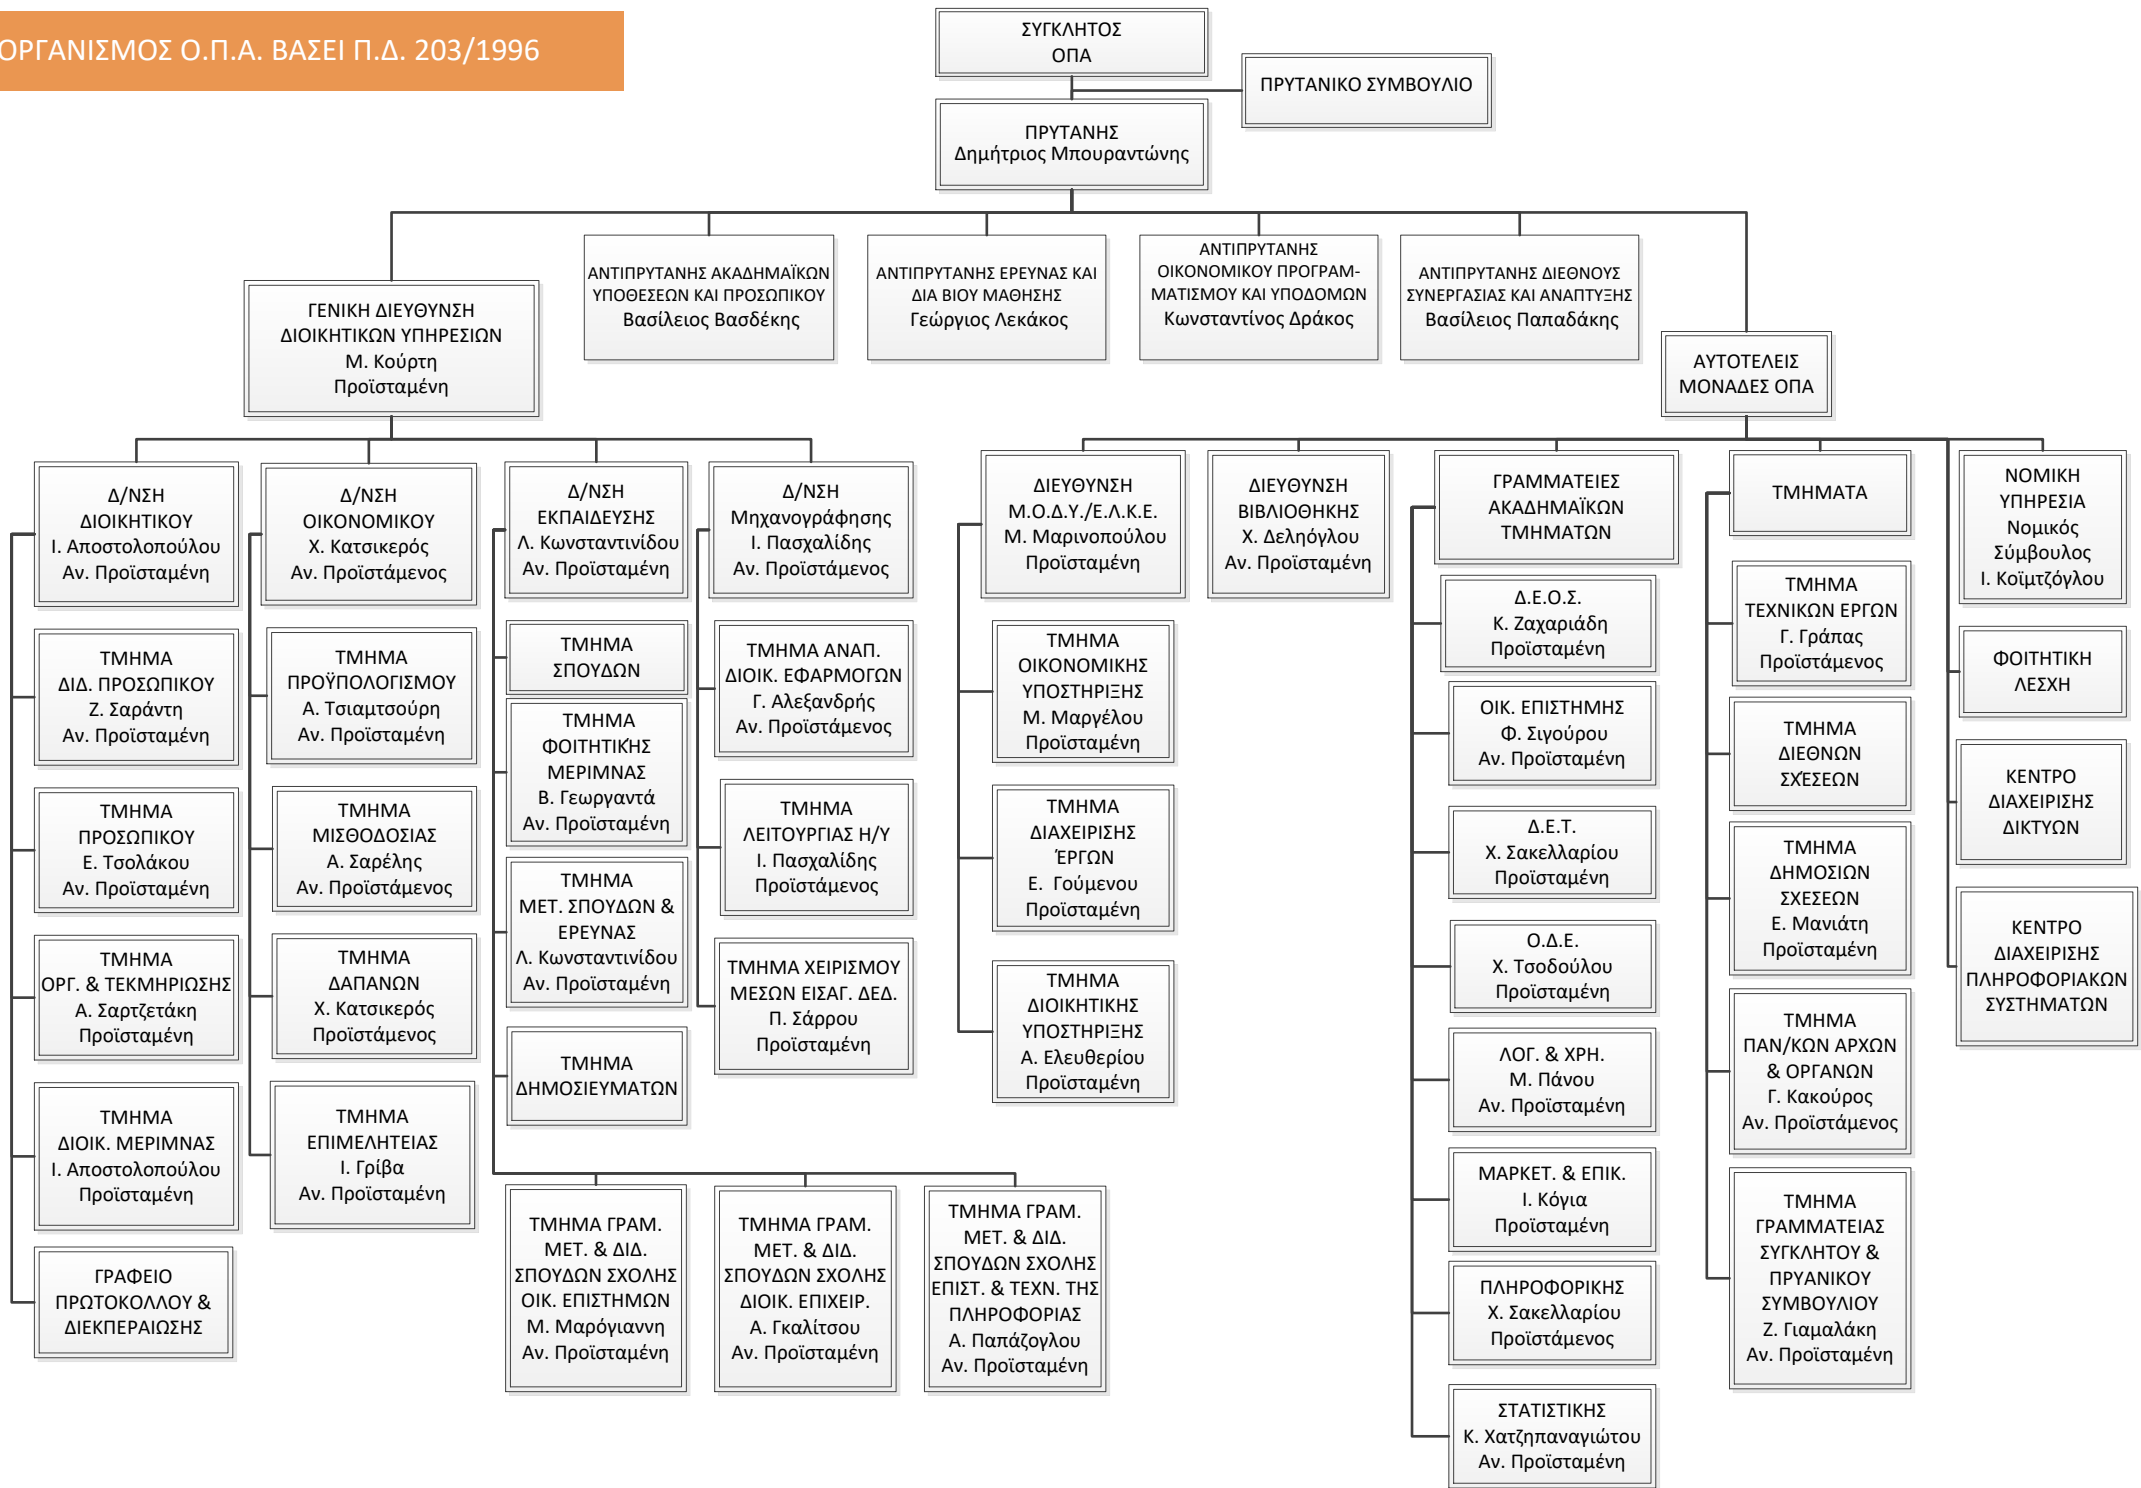 ΟΡΓΑΝΙΣΜΟΣ Ο.Π.Α. ΒΑΣΕΙ Π.Δ. 203/1996
ΣΥΓΚΛΗΤΟΣ
ΟΠΑ
ΠΡΥΤΑΝΙΚΟ ΣΥΜΒΟΥΛΙΟ
ΠΡΥΤΑΝΗΣ
Δημήτριος Μπουραντώνης
ΓΕΝΙΚΗ ΔΙΕΥΘΥΝΣΗ
ΔΙΟΙΚΗΤΙΚΩΝ ΥΠΗΡΕΣΙΩΝ
Μ. Κούρτη
Προϊσταμένη
ΑΝΤΙΠΡΥΤΑΝΗΣ ΑΚΑΔΗΜΑΪΚΩΝ
ΥΠΟΘΕΣΕΩΝ ΚΑΙ ΠΡΟΣΩΠΙΚΟΥ
Βασίλειος Βασδέκης
ΑΝΤΙΠΡΥΤΑΝΗΣ ΕΡΕΥΝΑΣ ΚΑΙ
ΔΙΑ ΒΙΟΥ ΜΑΘΗΣΗΣ
Γεώργιος Λεκάκος
ΑΝΤΙΠΡΥΤΑΝΗΣ
ΟΙΚΟΝΟΜΙΚΟΥ ΠΡΟΓΡΑΜ-
ΜΑΤΙΣΜΟΥ ΚΑΙ ΥΠΟΔΟΜΩΝ
Κωνσταντίνος Δράκος
ΑΝΤΙΠΡΥΤΑΝΗΣ ΔΙΕΘΝΟΥΣ
ΣΥΝΕΡΓΑΣΙΑΣ ΚΑΙ ΑΝΑΠΤΥΞΗΣ
Βασίλειος Παπαδάκης
ΑΥΤΟΤΕΛΕΙΣ
ΜΟΝΑΔΕΣ ΟΠΑ
Δ/ΝΣΗ
ΔΙΟΙΚΗΤΙΚΟΥ
Ι. Αποστολοπούλου
Αν. Προϊσταμένη
ΤΜΗΜΑ
ΔΙΔ. ΠΡΟΣΩΠΙΚΟΥ
Ζ. Σαράντη
Αν. Προϊσταμένη
ΤΜΗΜΑ
ΠΡΟΣΩΠΙΚΟΥ
Ε. Τσολάκου
Αν. Προϊσταμένη
ΤΜΗΜΑ
ΟΡΓ. & ΤΕΚΜΗΡΙΩΣΗΣ
Α. Σαρτζετάκη
Προϊσταμένη
ΤΜΗΜΑ
ΔΙΟΙΚ. ΜΕΡΙΜΝΑΣ
Ι. Αποστολοπούλου
Προϊσταμένη
ΓΡΑΦΕΙΟ
ΠΡΩΤΟΚΟΛΛΟΥ &
ΔΙΕΚΠΕΡΑΙΩΣΗΣ
Δ/ΝΣΗ
ΟΙΚΟΝΟΜΙΚΟΥ
Χ. Κατσικερός
Αν. Προϊστάμενος
ΤΜΗΜΑ
ΠΡΟΫΠΟΛΟΓΙΣΜΟΥ
Α. Τσιαμτσούρη
Αν. Προϊσταμένη
ΤΜΗΜΑ
ΜΙΣΘΟΔΟΣΙΑΣ
Α. Σαρέλης
Αν. Προϊστάμενος
ΤΜΗΜΑ
ΔΑΠΑΝΩΝ
Χ. Κατσικερός
Προϊστάμενος
ΤΜΗΜΑ
ΕΠΙΜΕΛΗΤΕΙΑΣ
Ι. Γρίβα
Αν. Προϊσταμένη
Δ/ΝΣΗ
ΕΚΠΑΙΔΕΥΣΗΣ
Λ. Κωνσταντινίδου
Αν. Προϊσταμένη
ΤΜΗΜΑ
ΣΠΟΥΔΩΝ
ΤΜΗΜΑ
ΦΟΙΤΗΤΙΚΉΣ
ΜΕΡΙΜΝΑΣ
Β. Γεωργαντά
Αν. Προϊσταμένη
ΤΜΗΜΑ
ΜΕΤ. ΣΠΟΥΔΩΝ &
ΕΡΕΥΝΑΣ
Λ. Κωνσταντινίδου
Αν. Προϊσταμένη
ΤΜΗΜΑ
ΔΗΜΟΣΙΕΥΜΑΤΩΝ
ΤΜΗΜΑ ΓΡΑΜ.
ΜΕΤ. & ΔΙΔ.
ΣΠΟΥΔΩΝ ΣΧΟΛΗΣ
ΟΙΚ. ΕΠΙΣΤΗΜΩΝ
Μ. Μαρόγιαννη
Αν. Προϊσταμένη
ΤΜΗΜΑ ΓΡΑΜ.
ΜΕΤ. & ΔΙΔ.
ΣΠΟΥΔΩΝ ΣΧΟΛΗΣ
ΔΙΟΙΚ. ΕΠΙΧΕΙΡ.
Α. Γκαλίτσου
Αν. Προϊσταμένη
ΤΜΗΜΑ ΓΡΑΜ.
ΜΕΤ. & ΔΙΔ.
ΣΠΟΥΔΩΝ ΣΧΟΛΗΣ
ΕΠΙΣΤ. & ΤΕΧΝ. ΤΗΣ
ΠΛΗΡΟΦΟΡΙΑΣ
Α. Παπάζογλου
Αν. Προϊσταμένη
Δ/ΝΣΗ
Μηχανογράφησης
Ι. Πασχαλίδης
Αν. Προϊστάμενος
ΤΜΗΜΑ ΑΝΑΠ.
ΔΙΟΙΚ. ΕΦΑΡΜΟΓΩΝ
Γ. Αλεξανδρής
Αν. Προϊστάμενος
ΤΜΗΜΑ
ΛΕΙΤΟΥΡΓΙΑΣ Η/Υ
Ι. Πασχαλίδης
Προϊστάμενος
ΤΜΗΜΑ ΧΕΙΡΙΣΜΟΥ
ΜΕΣΩΝ ΕΙΣΑΓ. ΔΕΔ.
Π. Σάρρου
Προϊσταμένη
ΔΙΕΥΘΥΝΣΗ
Μ.Ο.Δ.Υ./Ε.Λ.Κ.Ε.
Μ. Μαρινοπούλου
Προϊσταμένη
ΤΜΗΜΑ
ΟΙΚΟΝΟΜΙΚΗΣ
ΥΠΟΣΤΗΡΙΞΗΣ
Μ. Μαργέλου
Προϊσταμένη
ΤΜΗΜΑ
ΔΙΑΧΕΙΡΙΣΗΣ
ΈΡΓΩΝ
Ε. Γούμενου
Προϊσταμένη
ΤΜΗΜΑ
ΔΙΟΙΚΗΤΙΚΗΣ
ΥΠΟΣΤΗΡΙΞΗΣ
Α. Ελευθερίου
Προϊσταμένη
ΔΙΕΥΘΥΝΣΗ
ΒΙΒΛΙΟΘΗΚΗΣ
Χ. Δεληόγλου
Αν. Προϊσταμένη
ΓΡΑΜΜΑΤΕΙΕΣ
ΑΚΑΔΗΜΑΪΚΩΝ
ΤΜΗΜΑΤΩΝ
Δ.Ε.Ο.Σ.
Κ. Ζαχαριάδη
Προϊσταμένη
ΟΙΚ. ΕΠΙΣΤΗΜΗΣ
Φ. Σιγούρου
Αν. Προϊσταμένη
Δ.Ε.Τ.
Χ. Σακελλαρίου
Προϊσταμένη
Ο.Δ.Ε.
Χ. Τσοδούλου
Προϊσταμένη
ΛΟΓ. & ΧΡΗ.
Μ. Πάνου
Αν. Προϊσταμένη
ΜΑΡΚΕΤ. & ΕΠΙΚ.
Ι. Κόγια
Προϊσταμένη
ΠΛΗΡΟΦΟΡΙΚΗΣ
Χ. Σακελλαρίου
Προϊστάμενος
ΣΤΑΤΙΣΤΙΚΗΣ
Κ. Χατζηπαναγιώτου
Αν. Προϊσταμένη
ΤΜΗΜΑΤΑ
ΤΜΗΜΑ
ΤΕΧΝΙΚΩΝ ΕΡΓΩΝ
Γ. Γράπας
Προϊστάμενος
ΤΜΗΜΑ
ΔΙΕΘΝΩΝ
ΣΧΈΣΕΩΝ
ΤΜΗΜΑ
ΔΗΜΟΣΙΩΝ
ΣΧΕΣΕΩΝ
Ε. Μανιάτη
Προϊσταμένη
ΤΜΗΜΑ
ΠΑΝ/ΚΩΝ ΑΡΧΩΝ
& ΟΡΓΑΝΩΝ
Γ. Κακούρος
Αν. Προϊστάμενος
ΤΜΗΜΑ
ΓΡΑΜΜΑΤΕΙΑΣ
ΣΥΓΚΛΗΤΟΥ &
ΠΡΥΑΝΙΚΟΥ
ΣΥΜΒΟΥΛΙΟΥ
Ζ. Γιαμαλάκη
Αν. Προϊσταμένη
ΝΟΜΙΚΗ
ΥΠΗΡΕΣΙΑ
Νομικός
Σύμβουλος
Ι. Κοϊμτζόγλου
ΦΟΙΤΗΤΙΚΗ
ΛΕΣΧΗ
ΚΕΝΤΡΟ
ΔΙΑΧΕΙΡΙΣΗΣ
ΔΙΚΤΥΩΝ
ΚΕΝΤΡΟ
ΔΙΑΧΕΙΡΙΣΗΣ
ΠΛΗΡΟΦΟΡΙΑΚΩΝ
ΣΥΣΤΗΜΑΤΩΝ